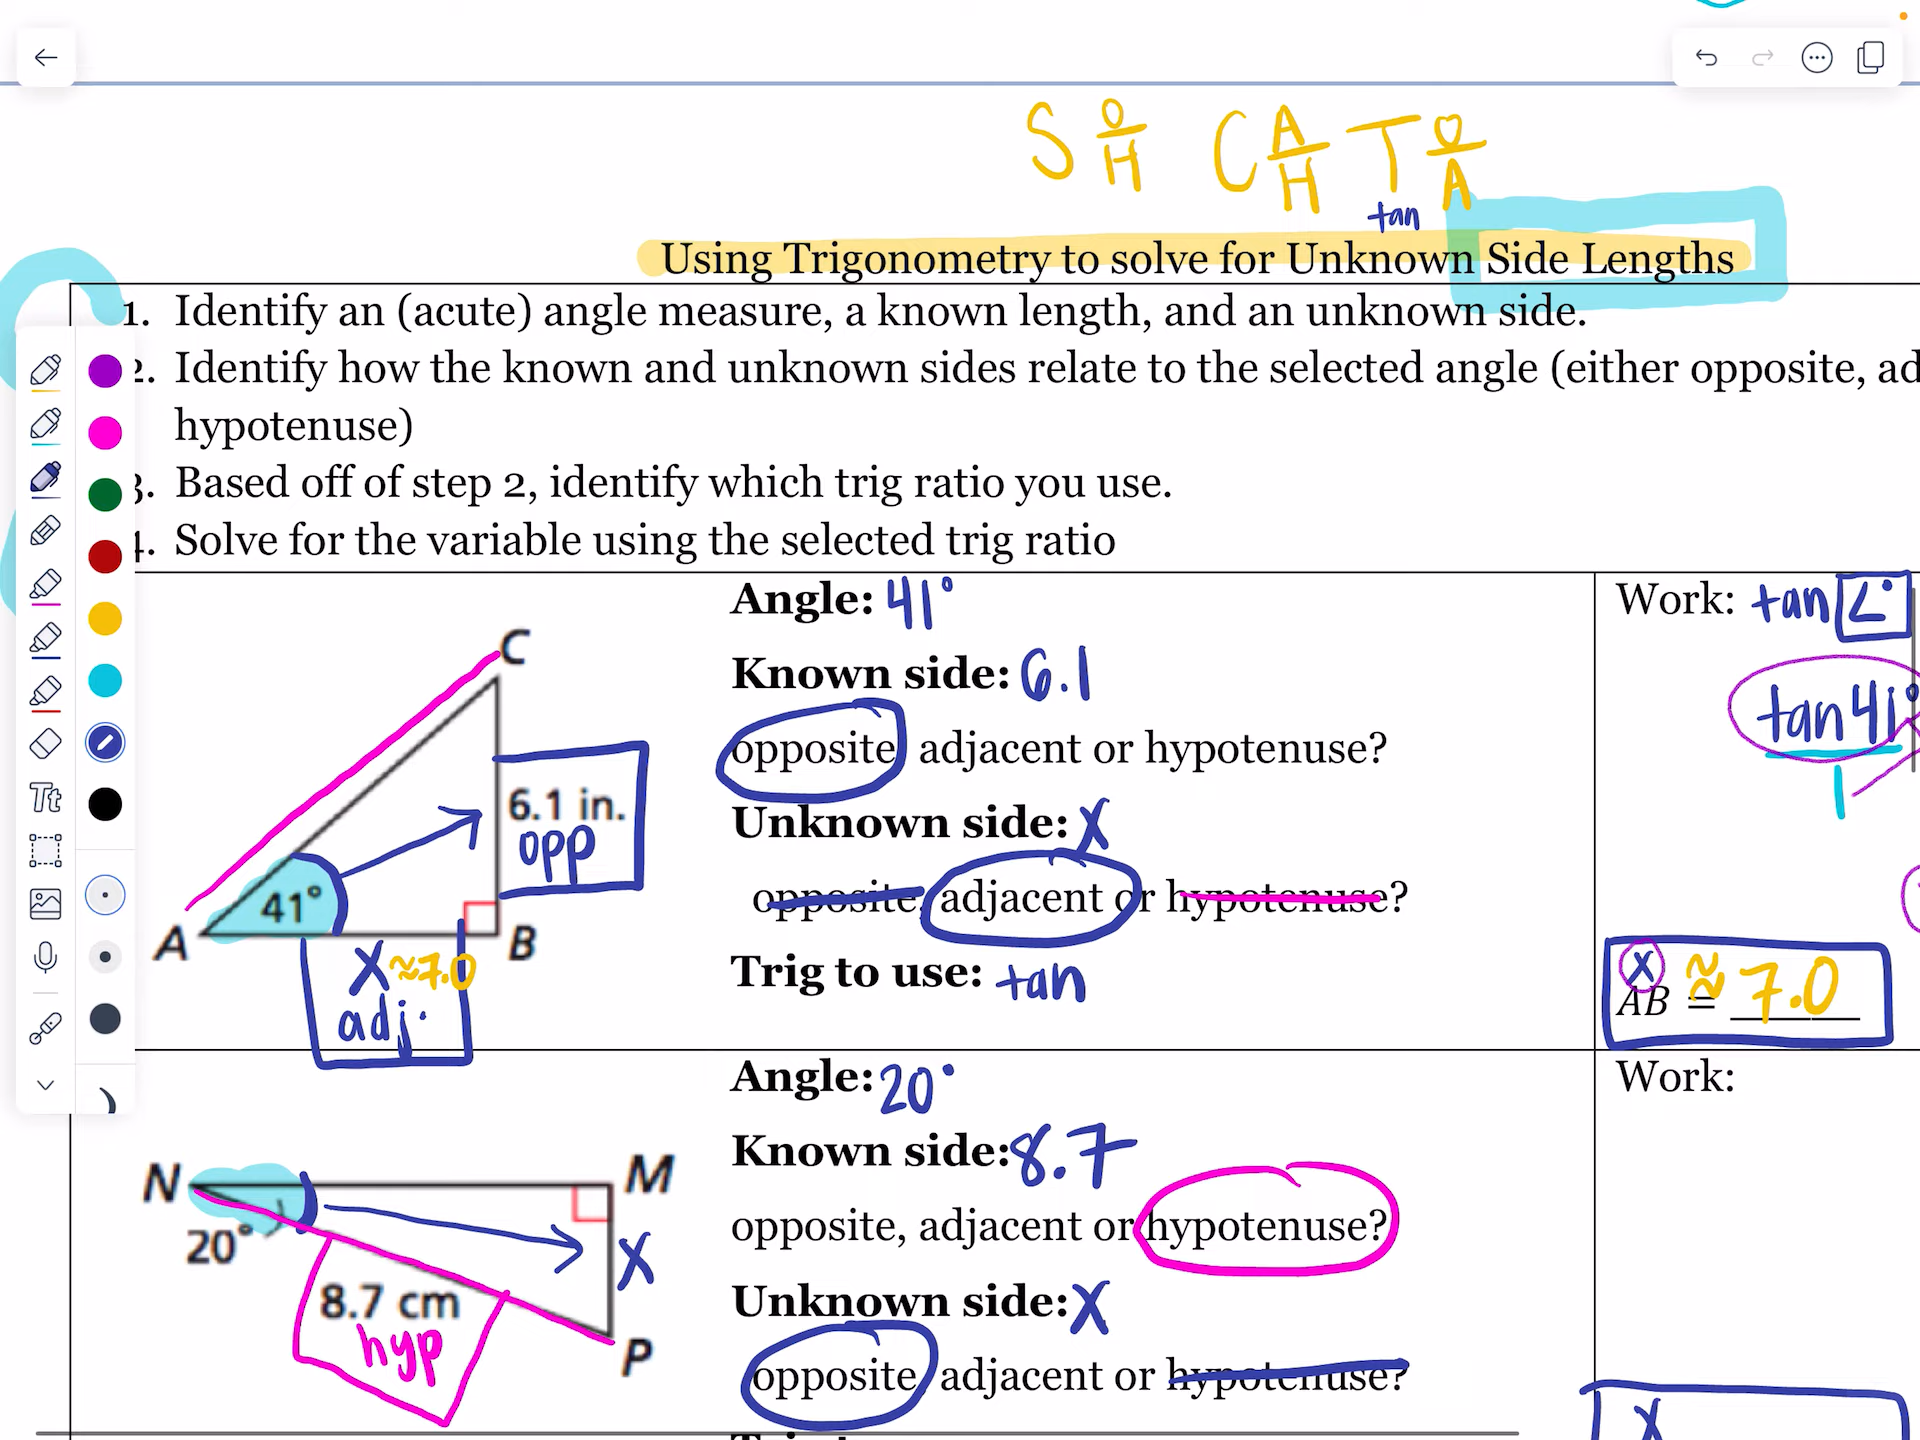 S O/H C A/H T O/A
tan
Using Trigonometry to solve for Unknown Side Lengths
1. Identify an (acute) angle measure, a known length, and an unknown side.
2. Identify how the known and unknown sides relate to the selected angle (either opposite, ad
hypotenuse)
3. Based off of step 2, identify which trig ratio you use.
4. Solve for the variable using the selected trig ratio
Tt
C
6.1 in.
opp
41°
A
B
X ≈7.0
adj.
Angle: 41°
Known side: 6.1
opposite, adjacent or hypotenuse?
Unknown side: X
opposite, adjacent or hypotenuse?
Trig to use: tan
Work: tan ∠°
tan41°
1
X
AB = ≈ 7.0
N
M
20°
X
8.7 cm
hyp
P
Angle: 20°
Known side: 8.7
opposite, adjacent or hypotenuse?
Unknown side: X
opposite, adjacent or hypotenuse?
Work:
X